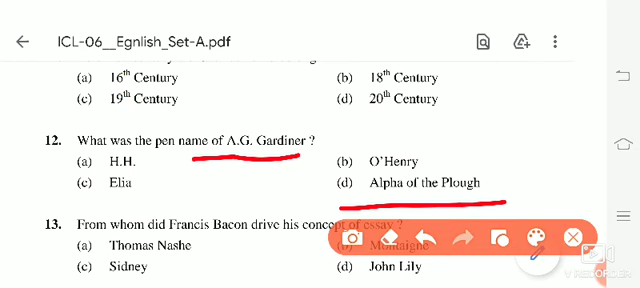 ICL-06__Egnlish_Set-A.pdf
(a) 16th Century (b) 18th Century
(c) 19th Century (d) 20th Century
12. What was the pen name of A.G. Gardiner ?
(a) H.H. (b) O'Henry
(c) Elia (d) Alpha of the Plough
13. From whom did Francis Bacon drive his concept of essay ?
(a) Thomas Nashe (b) Montaigne
(c) Sidney (d) John Lily
RECORDER